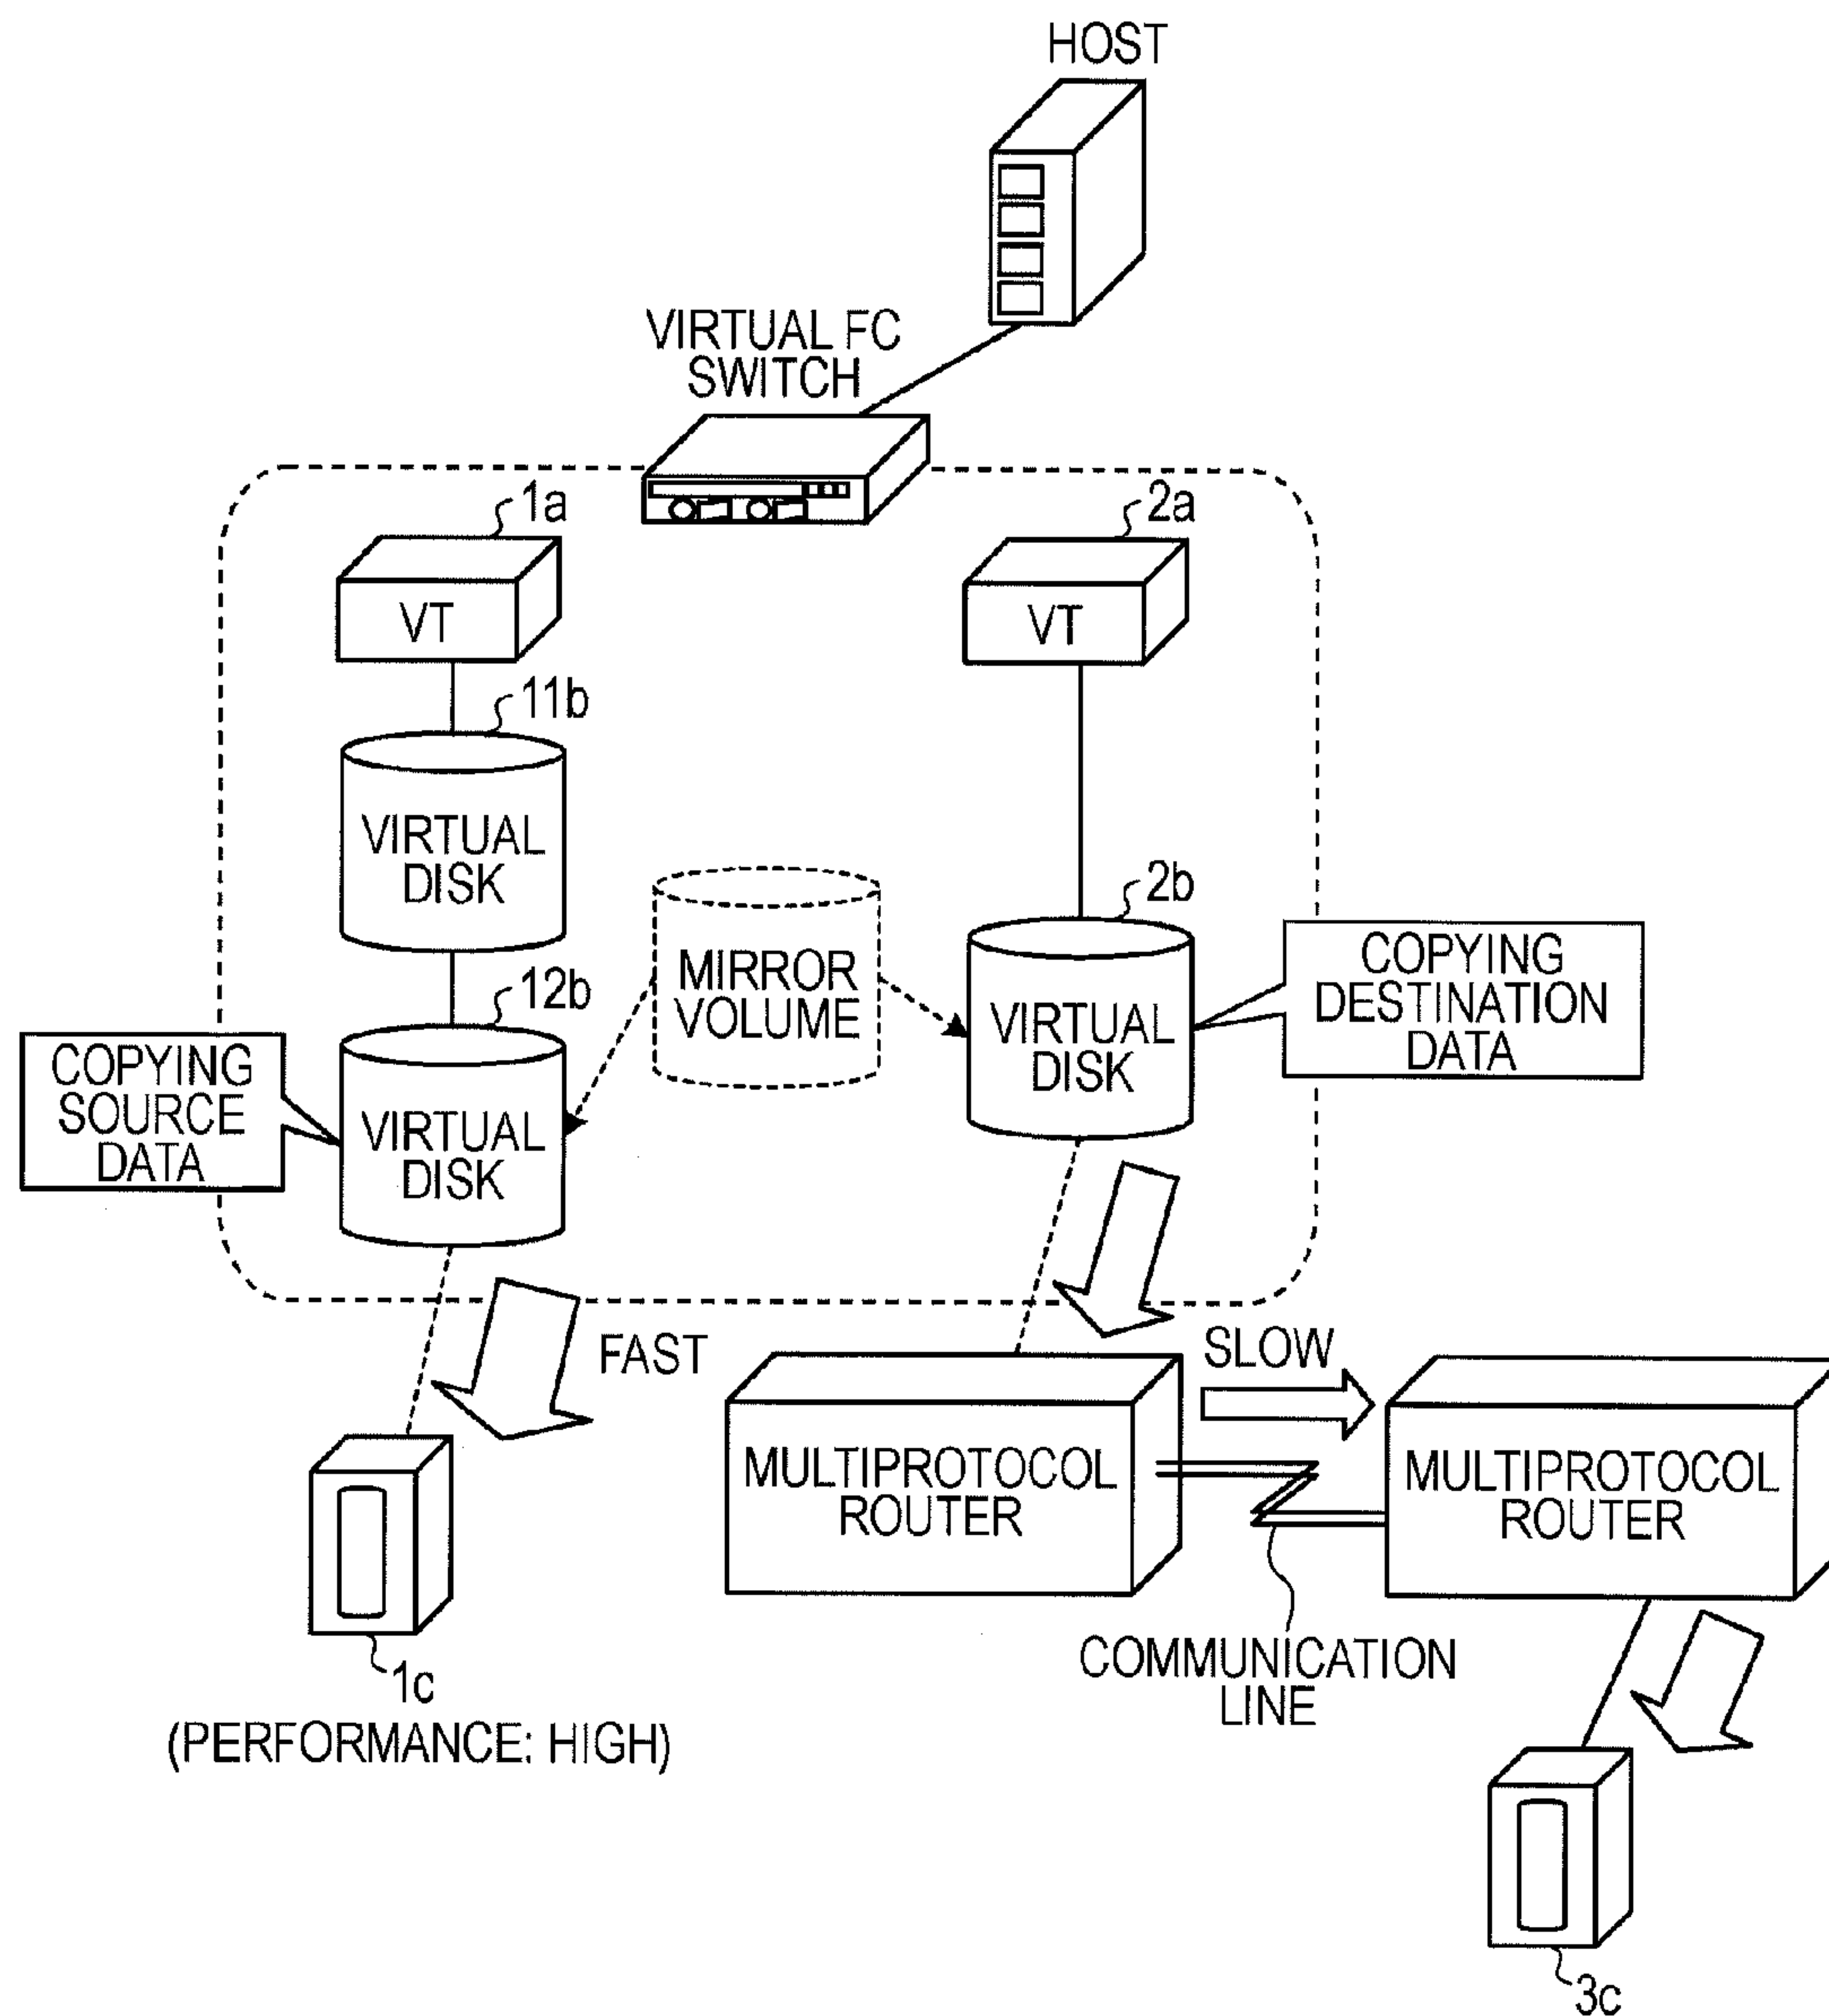 HOST
VIRTUAL FC
SWITCH
1a
2a
VT
VT
11b
VIRTUAL
DISK
2b
MIRROR
VOLUME
COPYING
DESTINATION
DATA
12b
VIRTUAL
DISK
COPYING
SOURCE
DATA
VIRTUAL
DISK
FAST
SLOW
MULTIPROTOCOL
ROUTER
MULTIPROTOCOL
ROUTER
COMMUNICATION
LINE
1c
(PERFORMANCE: HIGH)
3c